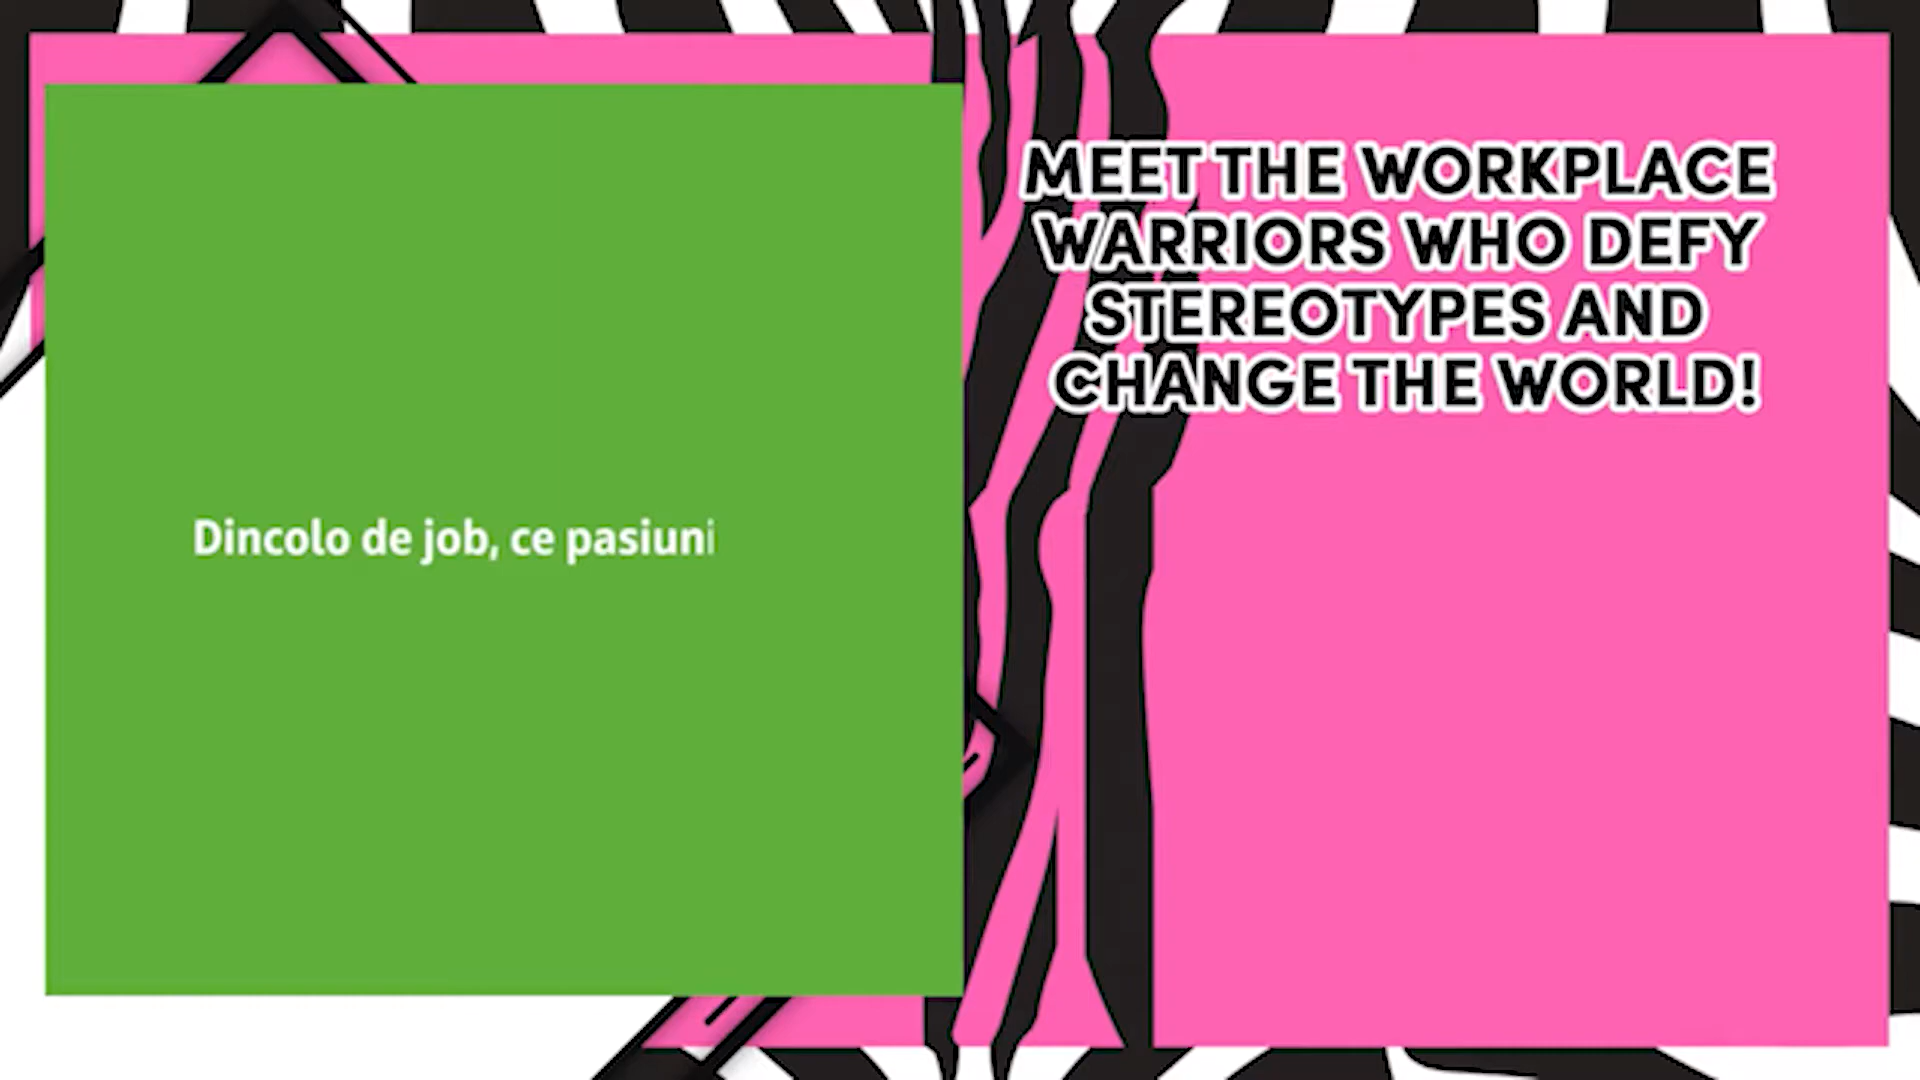 MEET THE WORKPLACE
WARRIORS WHO DEFY
STEREOTYPES AND
CHANGE THE WORLD!
Dincolo de job, ce pasiuni